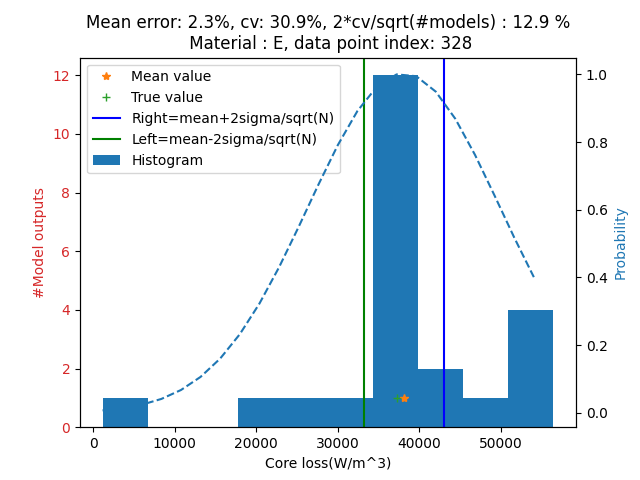 Mean error: 2.3%, cv: 30.9%, 2*cv/sqrt(#models) : 12.9 %
Material : E, data point index: 328
Mean value
True value
Right=mean+2sigma/sqrt(N)
Left=mean-2sigma/sqrt(N)
Histogram
12
10
8
6
4
2
0
#Model outputs
1.0
0.8
0.6
0.4
0.2
0.0
Probability
0 10000 20000 30000 40000 50000
Core loss(W/m^3)